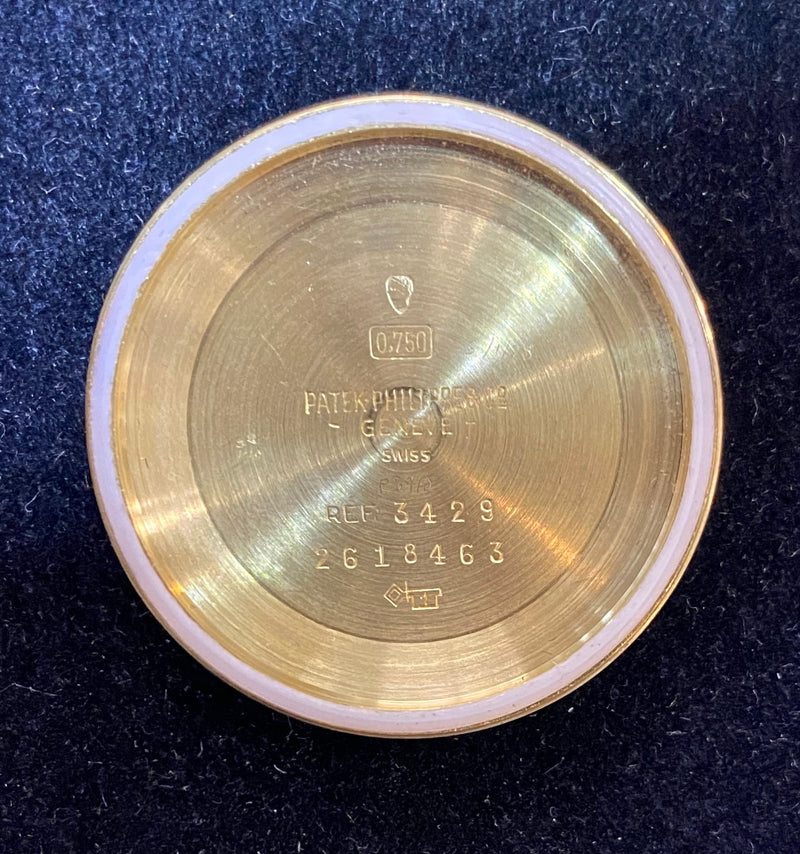 0,750
PATEK·PHILIPPE & Cº
- GENEVE -
SWISS
REF 3429
2618463